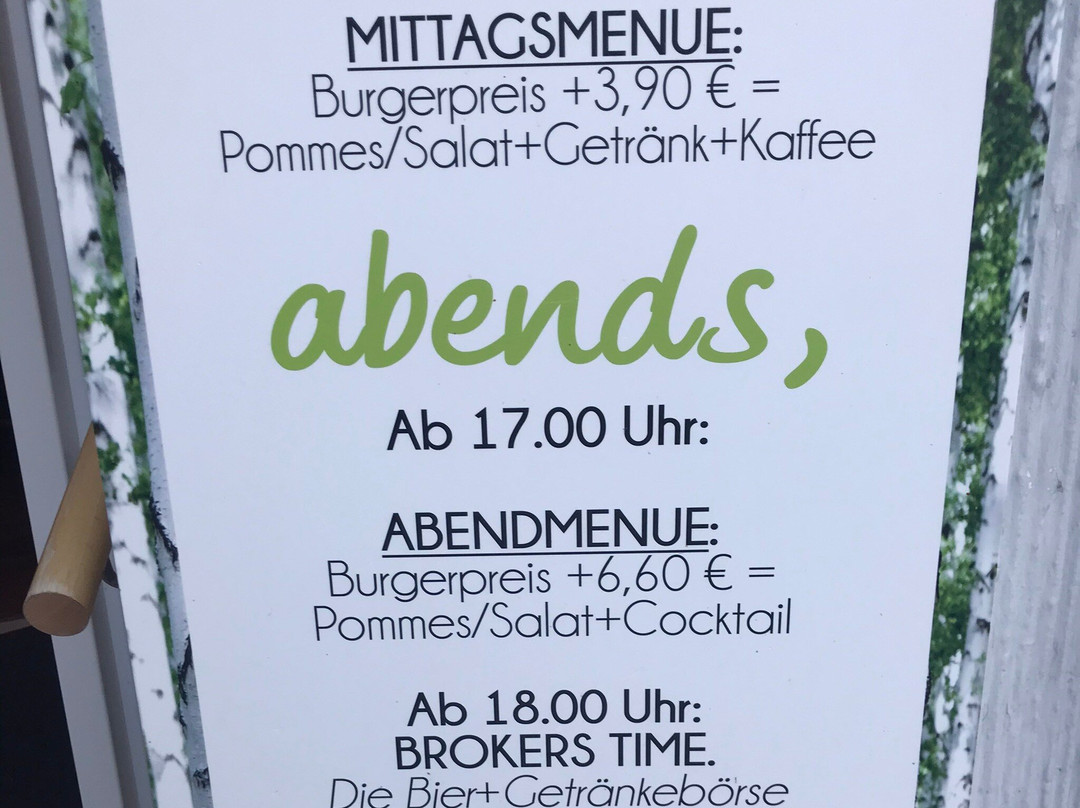 MITTAGSMENUE:
Burgerpreis +3,90 € =
Pommes/Salat+Getränk+Kaffee
abends,
Ab 17.00 Uhr:
ABENDMENUE:
Burgerpreis +6,60 € =
Pommes/Salat+Cocktail
Ab 18.00 Uhr:
BROKERS TIME.
Die Bier+Getränkebörse